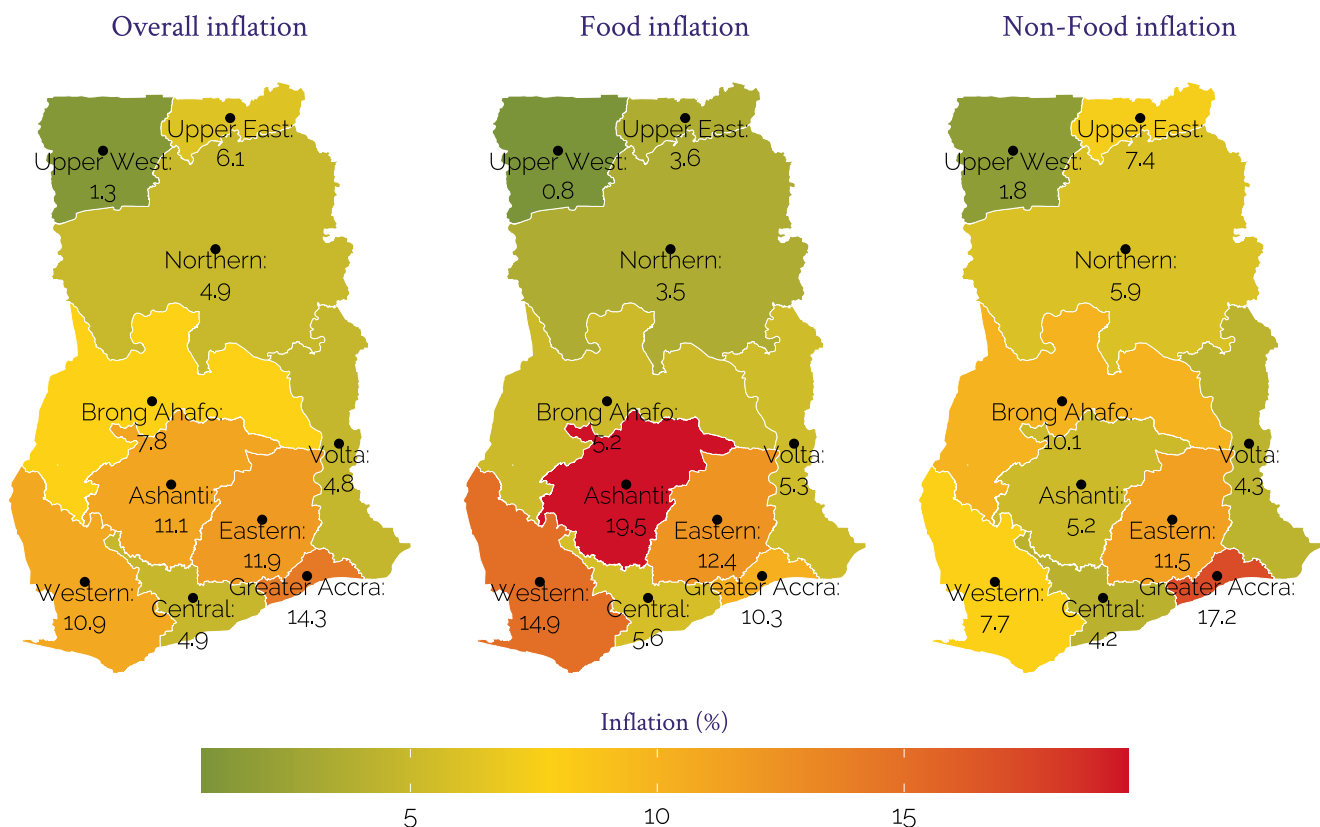 Overall inflation
Upper East:
6.1
Upper West:
1.3
Northern:
4.9
Brong Ahafo:
7.8
Volta:
4.8
Ashanti:
11.1
Eastern:
11.9
Greater Accra:
14.3
Western:
10.9
Central:
4.9
Food inflation
Upper East:
3.6
Upper West:
0.8
Northern:
3.5
Brong Ahafo:
5.2
Volta:
5.3
Ashanti:
19.5
Eastern:
12.4
Greater Accra:
10.3
Western:
14.9
Central:
5.6
Non-Food inflation
Upper East:
7.4
Upper West:
1.8
Northern:
5.9
Brong Ahafo:
10.1
Volta:
4.3
Ashanti:
5.2
Eastern:
11.5
Greater Accra:
17.2
Western:
7.7
Central:
4.2
Inflation (%)
5 10 15